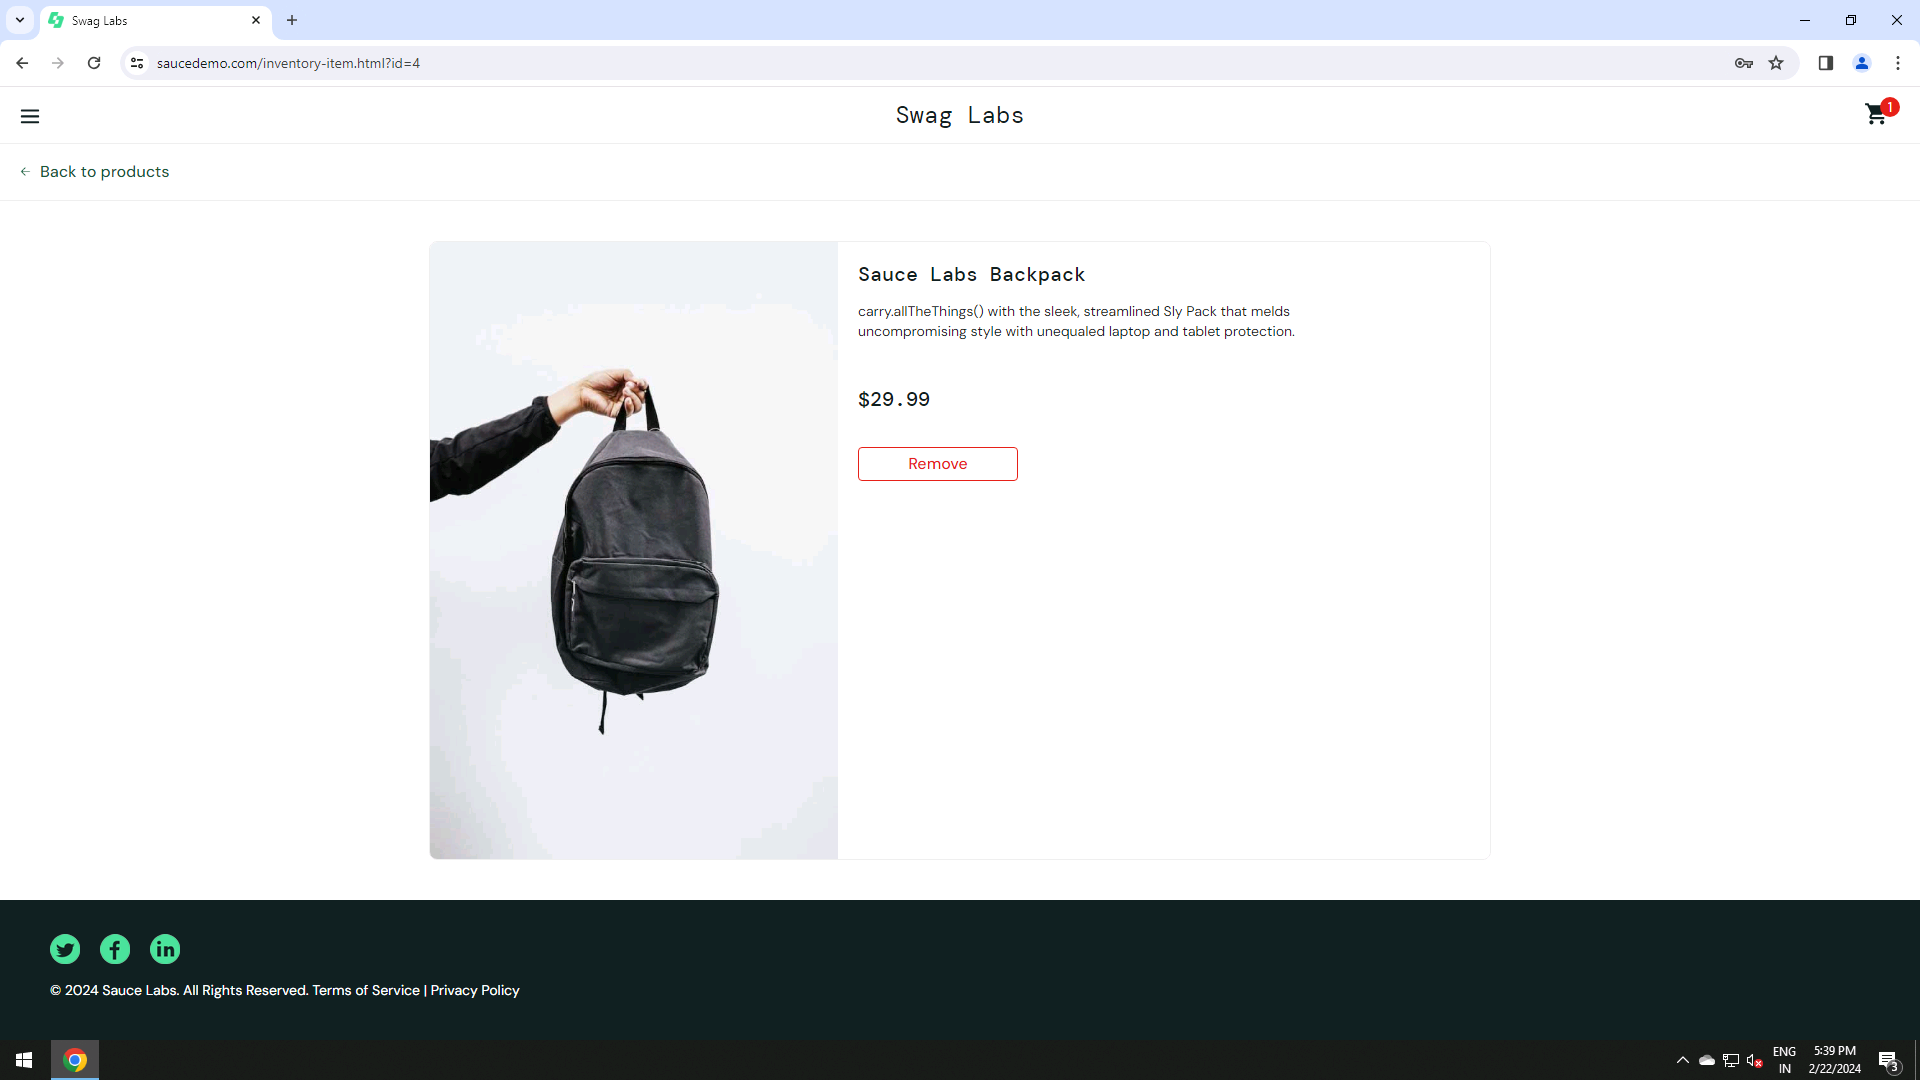 Swag Labs
saucedemo.com/inventory-item.html?id=4
Swag Labs
1
Back to products
Sauce Labs Backpack
carry.allTheThings() with the sleek, streamlined Sly Pack that melds
uncompromising style with unequaled laptop and tablet protection.
$29.99
Remove
© 2024 Sauce Labs. All Rights Reserved. Terms of Service | Privacy Policy
ENG
IN
5:39 PM
2/22/2024
3